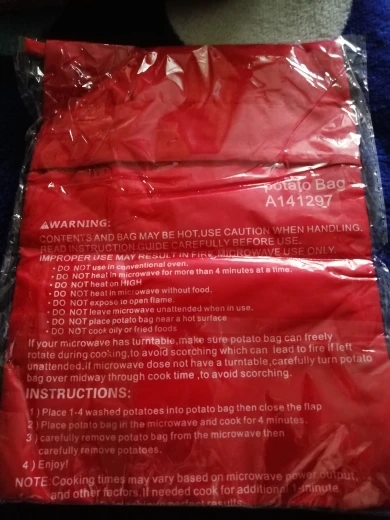 potato Bag
A141297
⚠WARNING:
CONTENTS AND BAG MAY BE HOT.USE CAUTION WHEN HANDLING.
READ INSTRUCTION GUIDE CAREFULLY BEFORE USE.
IMPROPER USE MAY RESULT IN FIRE MICROWAVE USE ONLY.
· DO NOT use in conventional oven.
· DO NOT heat in microwave for more than 4 minutes at a time.
· DO NOT heat on HIGH
· DO NOT heat in microwave without food.
· DO NOT expose to open flame.
· DO NOT leave microwave unattended when in use.
· DO NOT place potato bag near a hot surface
· DO NOT cook oily or fried foods
If your microwave has turntable,make sure potato bag can freely
rotate during cooking,to avoid scorching which can lead to fire if left
unattended.if microwave dose not have a turntable,carefully turn potato
bag over midway through cook time ,to avoid scorching.
INSTRUCTIONS:
1 ) Place 1-4 washed potatoes into potato bag then close the flap
2 ) Place potato bag in the microwave and cook for 4 minutes.
3 ) carefully remove potato bag from the microwave then
carefully remove potatoes.
4 ) Enjoy!
NOTE:Cooking times may vary based on microwave power output,
and other factors.If needed cook for additional 1-minute
to achieve perfect results